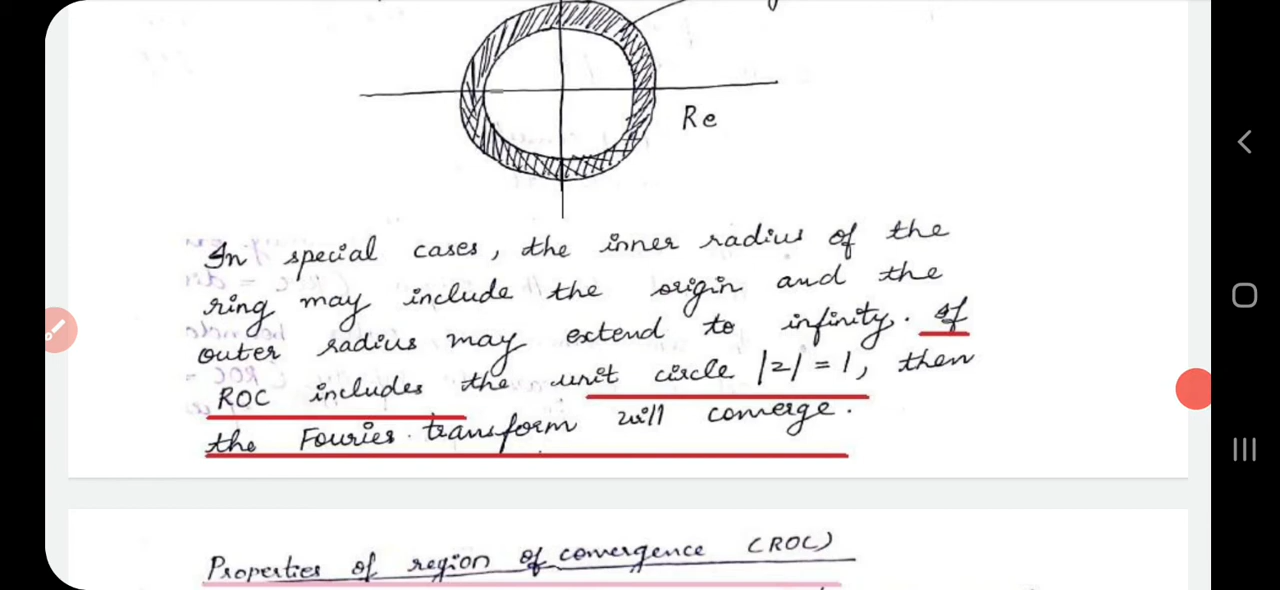 Re
In special cases, the inner radius of the
ring may include the origin and the
outer radius may extend to infinity. If
ROC includes the unit circle |z| = 1, then
the Fourier transform will converge.
Properties of region of convergence (ROC)